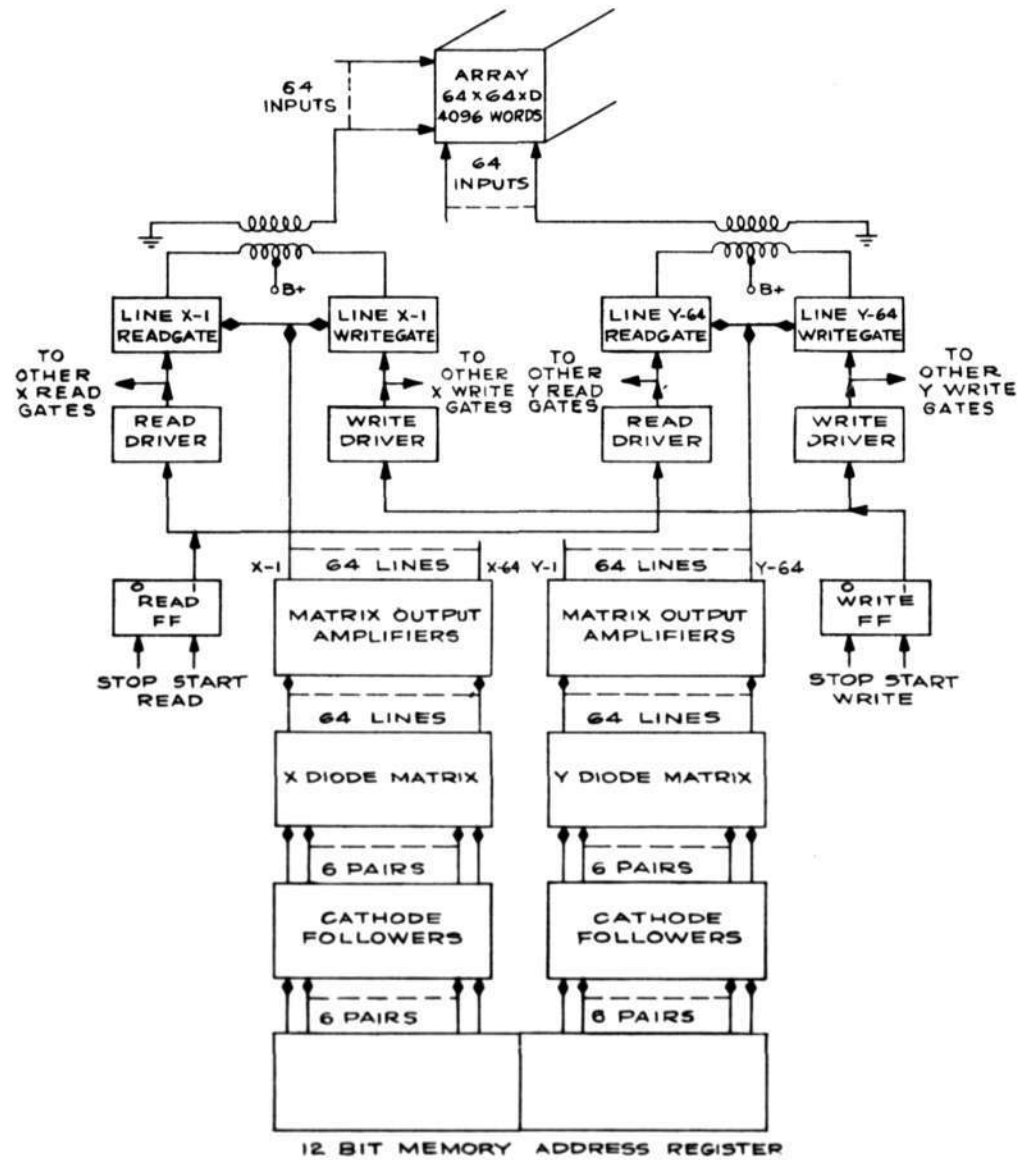 ARRAY
64×64×D
4096 WORDS
64
INPUTS
64
INPUTS
B+
B+
LINE X-1
READGATE
LINE X-1
WRITEGATE
LINE Y-64
READGATE
LINE Y-64
WRITEGATE
TO
OTHER
X READ
GATES
TO
OTHER
X WRITE
GATES
TO
OTHER
Y READ
GATES
TO
OTHER
Y WRITE
GATES
READ
DRIVER
WRITE
DRIVER
READ
DRIVER
WRITE
DRIVER
X-1
64 LINES
X-64
Y-1
64 LINES
Y-64
O 1
READ
FF
STOP START
READ
MATRIX OUTPUT
AMPLIFIERS
MATRIX OUTPUT
AMPLIFIERS
O 1
WRITE
FF
STOP START
WRITE
64 LINES
64 LINES
X DIODE MATRIX
Y DIODE MATRIX
6 PAIRS
6 PAIRS
CATHODE
FOLLOWERS
CATHODE
FOLLOWERS
6 PAIRS
6 PAIRS
12 BIT MEMORY ADDRESS REGISTER